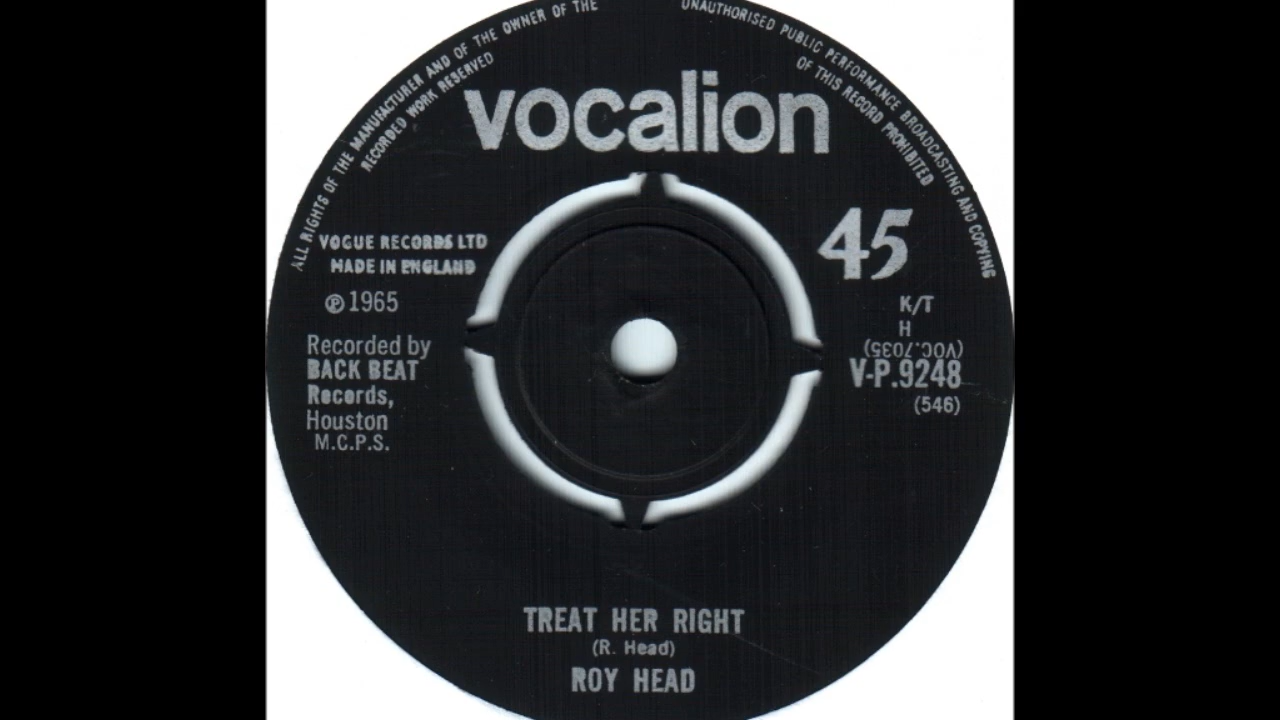 ALL RIGHTS OF THE MANUFACTURER AND OF THE OWNER OF THE
RECORDED WORK RESERVED
UNAUTHORISED PUBLIC PERFORMANCE BROADCASTING AND COPYING
OF THIS RECORD PROHIBITED
vocalion
VOGUE RECORDS LTD
MADE IN ENGLAND
℗ 1965
Recorded by
BACK BEAT
Records,
Houston
M.C.P.S.
45
K/T
H
(VOC.7035)
V-P.9248
(546)
TREAT HER RIGHT
(R. Head)
ROY HEAD